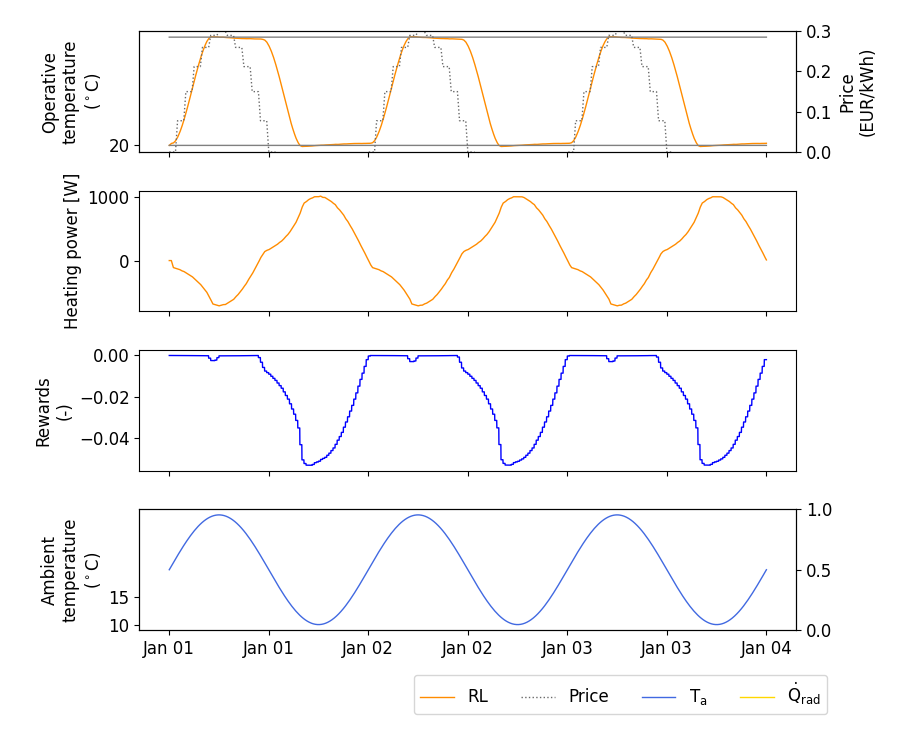 Operative
temperature
(°C)
20
0.3
0.2
0.1
0.0
Price
(EUR/kWh)
Heating power [W]
1000
0
Rewards
(-)
0.00
−0.02
−0.04
Ambient
temperature
(°C)
15
10
1.0
0.5
0.0
Jan 01 Jan 01 Jan 02 Jan 02 Jan 03 Jan 03 Jan 04
RL Price Ta Q̇rad